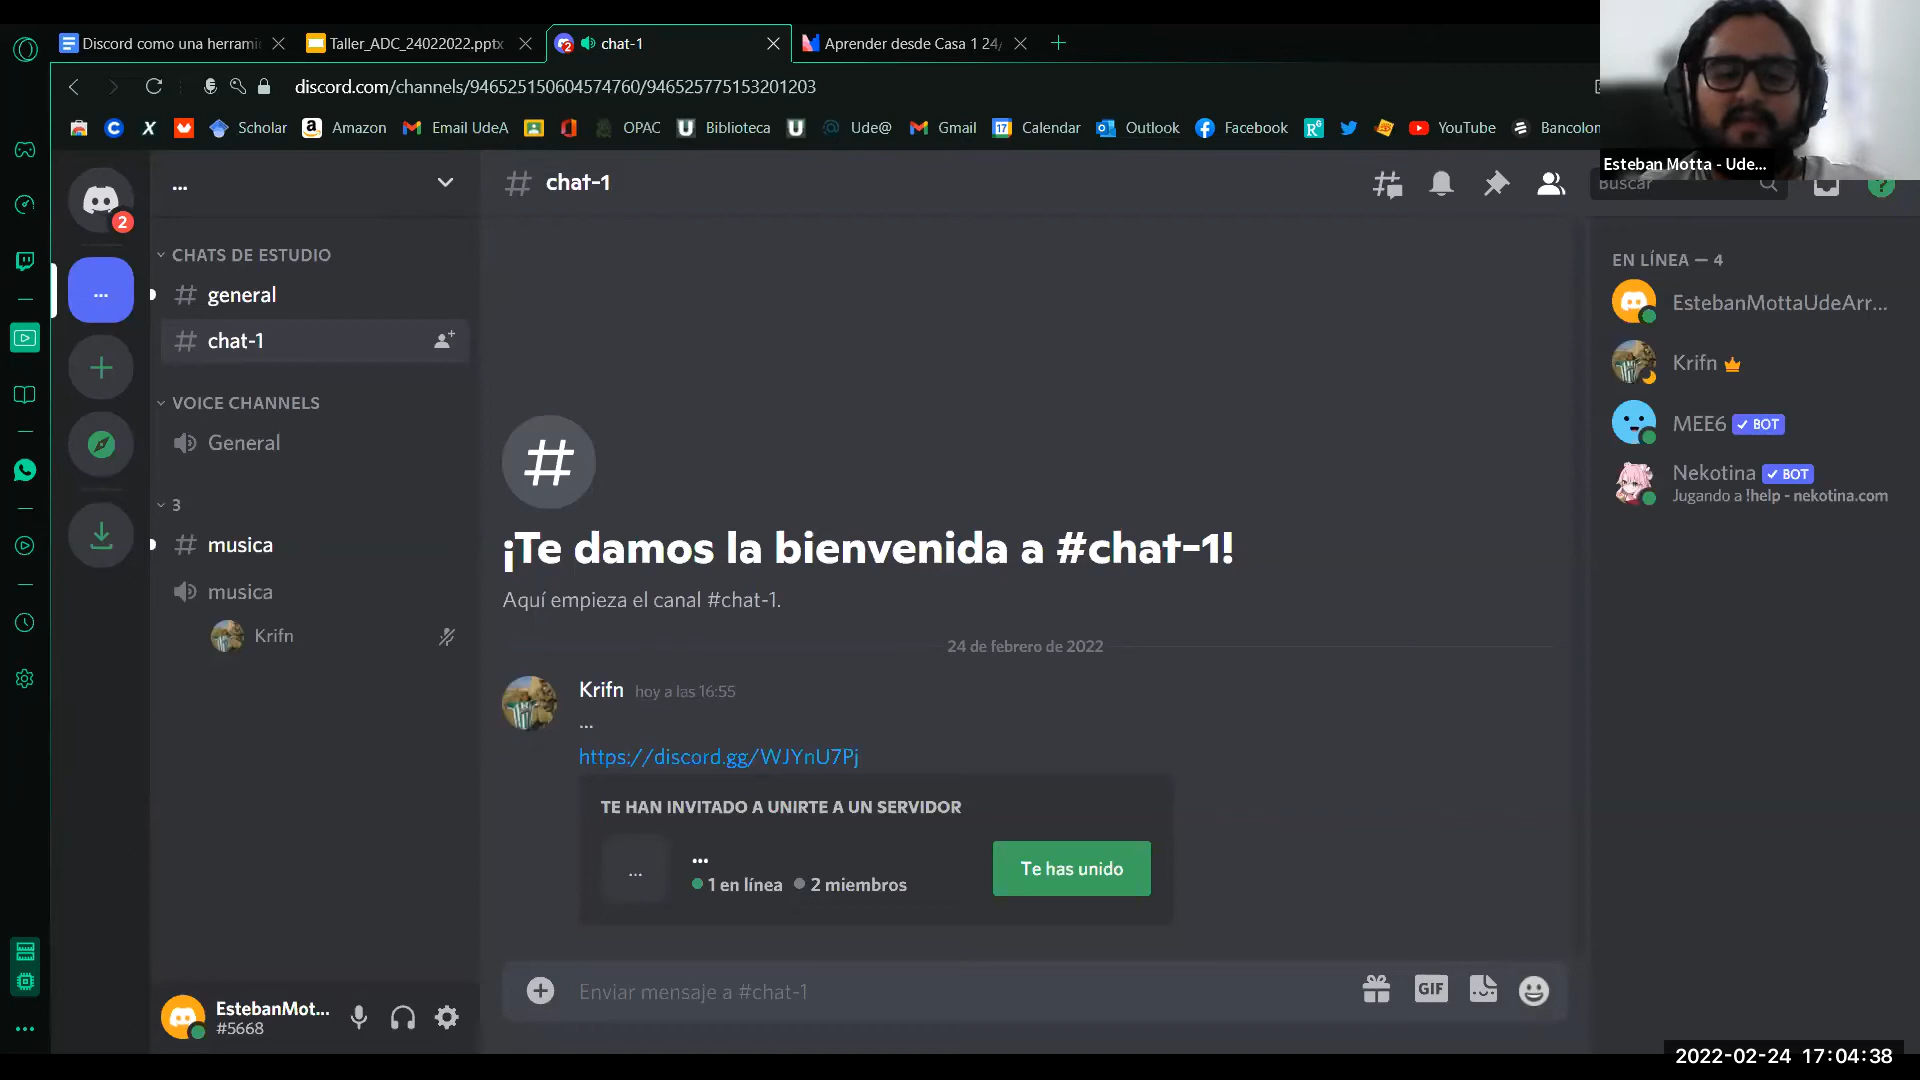 Discord como una herrami
Taller_ADC_24022022.pptx
2
chat-1
Aprender desde Casa 1 24/
discord.com/channels/946525150604574760/946525775153201203
Scholar
Amazon
Email UdeA
OPAC
Biblioteca
Ude@
Gmail
17
Calendar
Outlook
Facebook
YouTube
Bancolon
Esteban Motta - Ude...
2
...
...
CHATS DE ESTUDIO
general
chat-1
VOICE CHANNELS
General
3
musica
musica
Krifn
EstebanMot...
#5668
# chat-1
Buscar
¡Te damos la bienvenida a #chat-1!
Aquí empieza el canal #chat-1.
24 de febrero de 2022
Krifn hoy a las 16:55
...
https://discord.gg/WJYnU7Pj
TE HAN INVITADO A UNIRTE A UN SERVIDOR
...
...
1 en línea 2 miembros
Te has unido
Enviar mensaje a #chat-1
GIF
EN LÍNEA — 4
EstebanMottaUdeArr...
Krifn
MEE6 BOT
Nekotina BOT
Jugando a !help - nekotina.com
2022-02-24 17:04:38